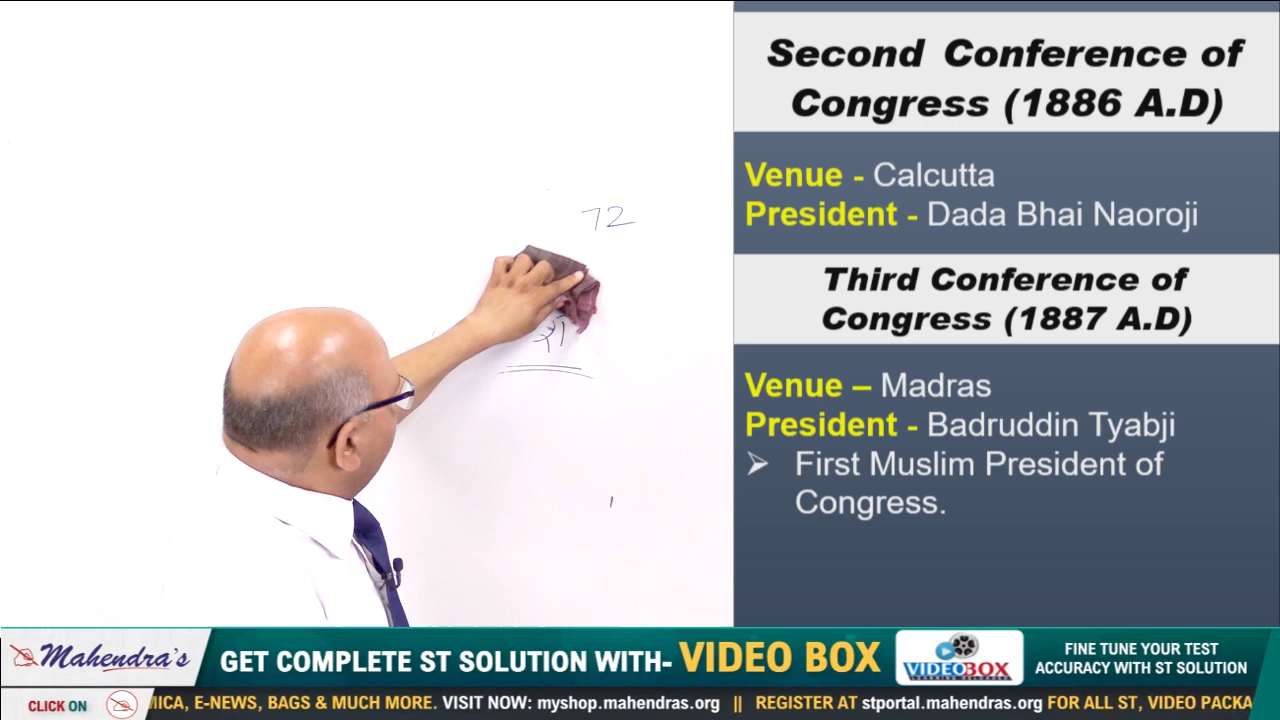 72
Second Conference of
Congress (1886 A.D)
Venue - Calcutta
President - Dada Bhai Naoroji
Third Conference of
Congress (1887 A.D)
Venue – Madras
President - Badruddin Tyabji
➢ First Muslim President of
Congress.
Mahendra's
GET COMPLETE ST SOLUTION WITH- VIDEO BOX
VIDEOBOX
LEARNING RELOADED
FINE TUNE YOUR TEST
ACCURACY WITH ST SOLUTION
CLICK ON
MICA, E-NEWS, BAGS & MUCH MORE. VISIT NOW: myshop.mahendras.org || REGISTER AT stportal.mahendras.org FOR ALL ST, VIDEO PACKA